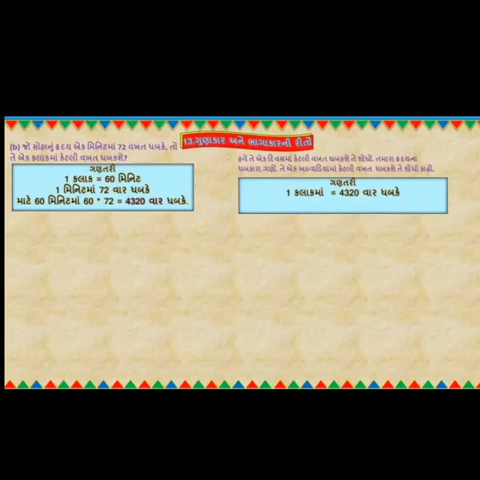 13.ગુણાકાર અને ભાગાકારની રીતો
(b) જો સોહાનું હૃદય એક મિનિટમાં 72 વખત ધબકે, તો
તે એક કલાકમાં કેટલી વખત ધબકશે?
ગણતરી
1 કલાક = 60 મિનિટ
1 મિનિટમાં 72 વાર ધબકે
માટે 60 મિનિટમાં 60 * 72 = 4320 વાર ધબકે.
હવે તે એક દિવસમાં કેટલી વખત ધબકશે તે શોધો. તમારા હૃદયના
ધબકારા ગણો. તે એક અઠવાડિયામાં કેટલી વખત ધબકશે તે શોધી કાઢો.
ગણતરી
1 કલાકમાં = 4320 વાર ધબકે